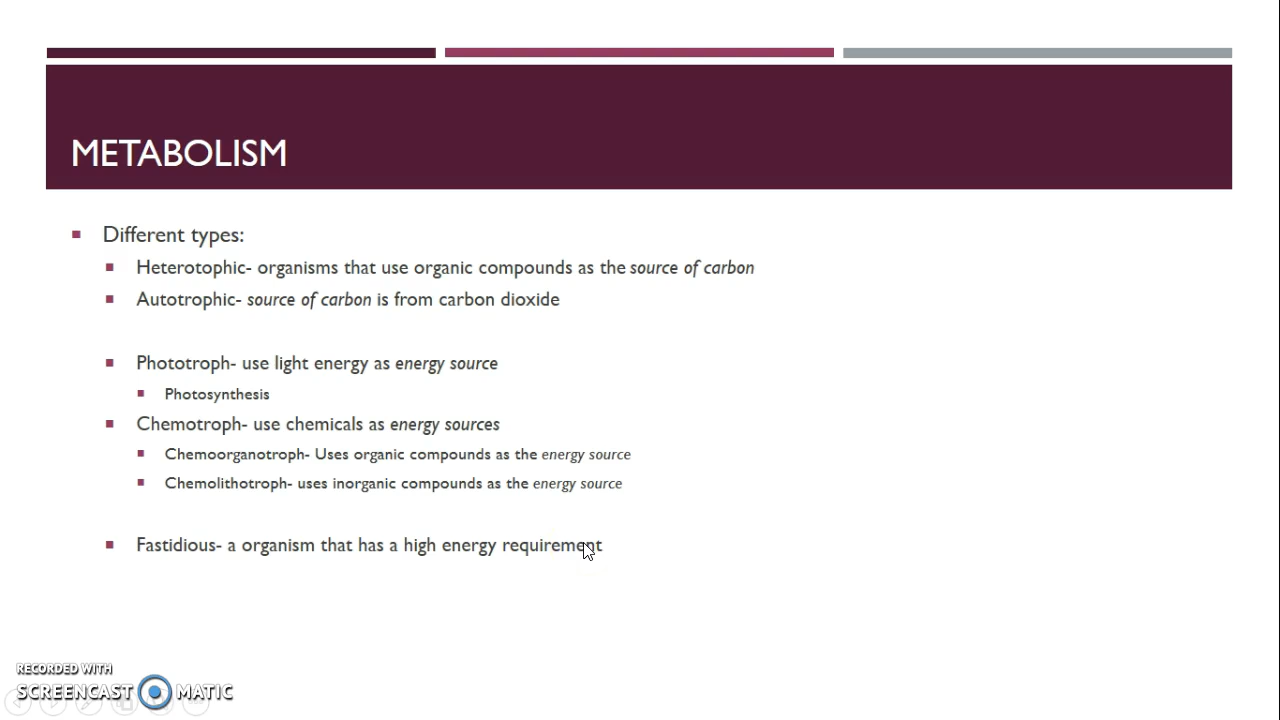 METABOLISM
Different types:
Heterotophic- organisms that use organic compounds as the source of carbon
Autotrophic- source of carbon is from carbon dioxide
Phototroph- use light energy as energy source
Photosynthesis
Chemotroph- use chemicals as energy sources
Chemoorganotroph- Uses organic compounds as the energy source
Chemolithotroph- uses inorganic compounds as the energy source
Fastidious- a organism that has a high energy requirement
RECORDED WITH
SCREENCAST MATIC